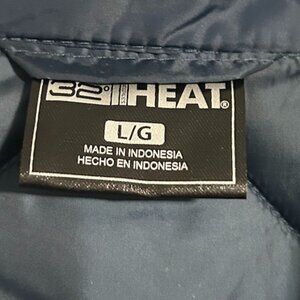 32° HEAT®
L/G
MADE IN INDONESIA
HECHO EN INDONESIA